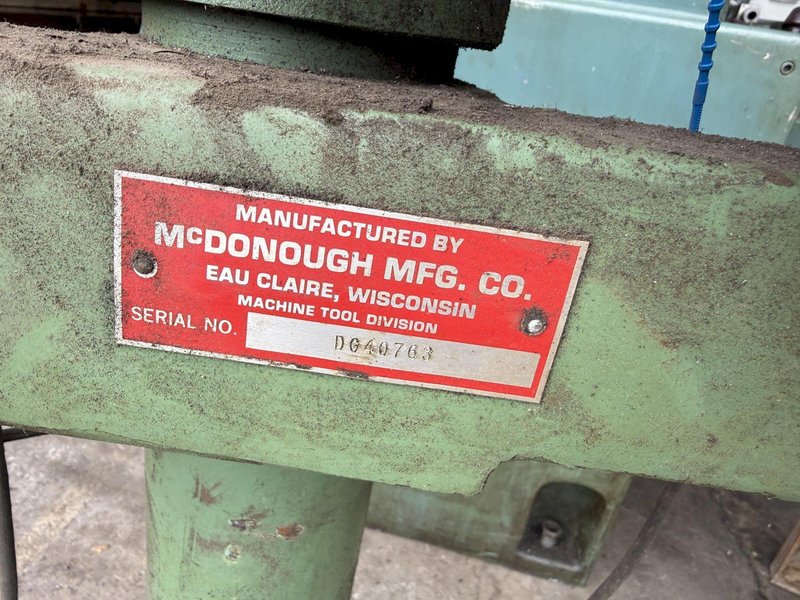 MANUFACTURED BY
McDONOUGH MFG. CO.
EAU CLAIRE, WISCONSIN
MACHINE TOOL DIVISION
SERIAL NO. DG40763